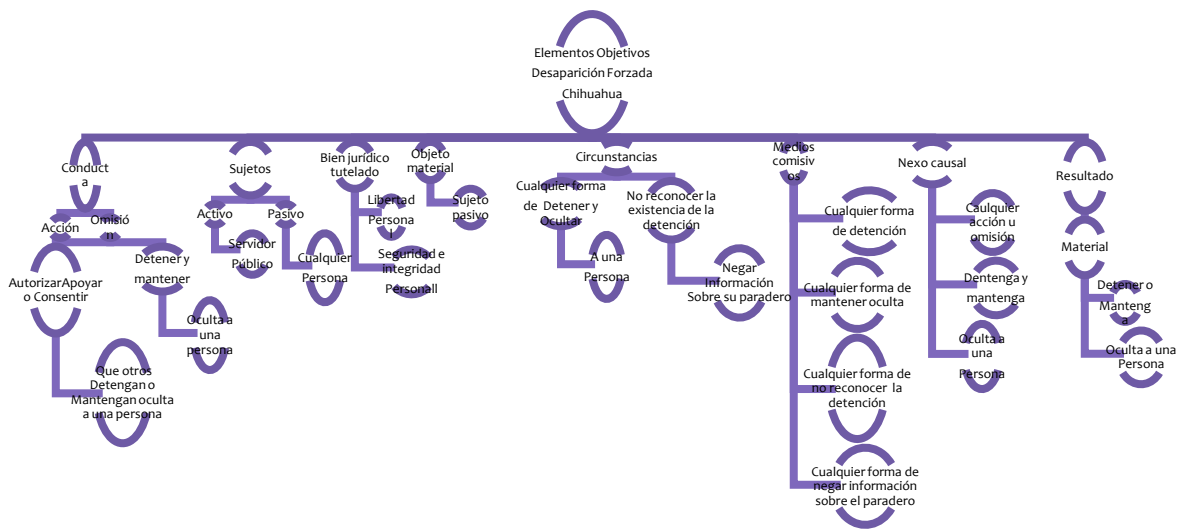 Elementos Objetivos
Desaparición Forzada
Chihuahua
Conduct
a
Acción
Omisió
n
AutorizarApoyar
o Consentir
Que otros
Detengan o
Mantengan oculta
a una persona
Detener y
mantener
Oculta a
una
persona
Sujetos
Activo
Servidor
Público
Pasivo
Cualquier
Persona
Bien jurídico
tutelado
Libertad
Persona
l
Seguridad e
integridad
Personall
Objeto
material
Sujeto
pasivo
Circunstancias
Cualquier forma
de Detener y
Ocultar
A una
Persona
No reconocer la
existencia de la
detención
Negar
Información
Sobre su paradero
Medios
comisiv
os
Cualquier forma
de detención
Cualquier forma de
mantener oculta
Cualquier forma de
no reconocer la
detención
Cualquier forma de
negar información
sobre el paradero
Nexo causal
Caulquier
acción u
omisión
Dentenga y
mantenga
Oculta a
una
Persona
Resultado
Material
Detener o
Manteng
a
Oculta a una
Persona